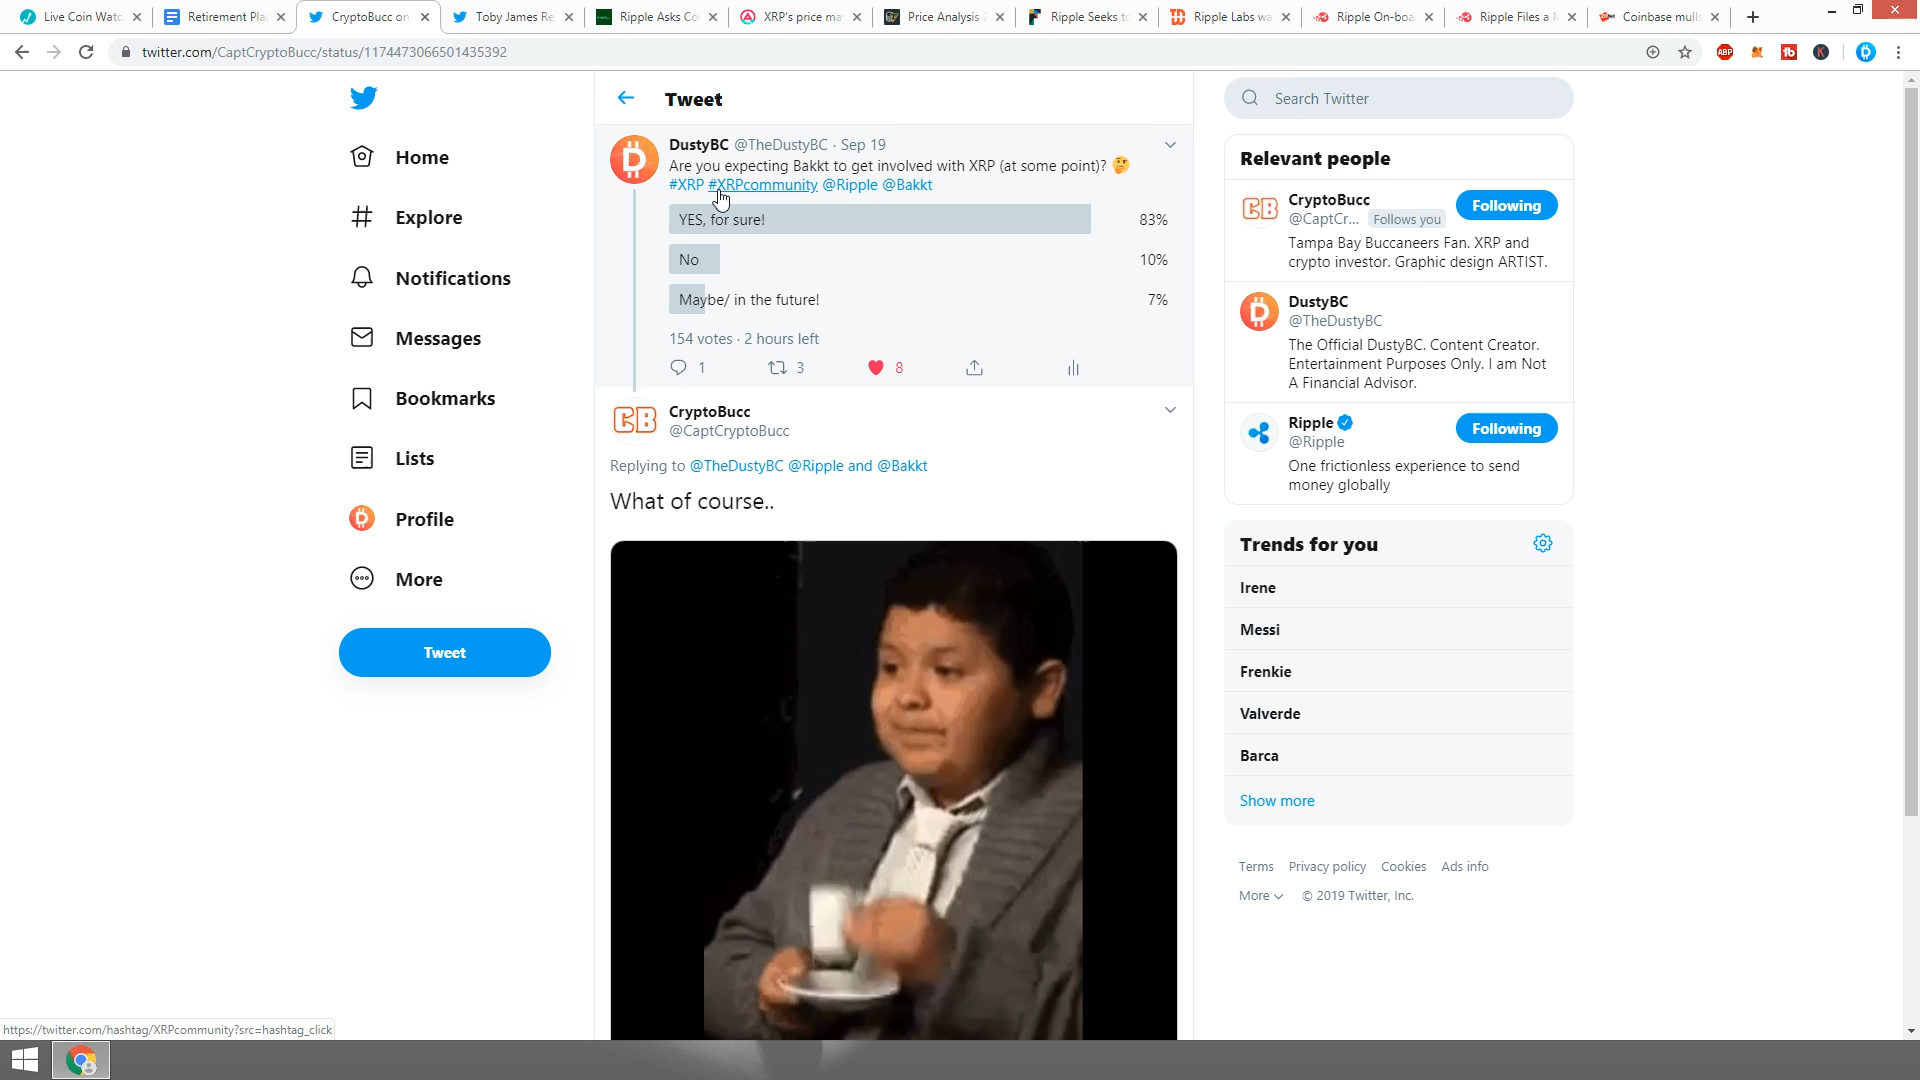 Live Coin Watc
Retirement Pla
CryptoBucc on
Toby James Re
Ripple Asks Co
XRP's price ma
Price Analysis
Ripple Seeks to
Ripple Labs wa
Ripple On-boa
Ripple Files a
Coinbase mulls
twitter.com/CaptCryptoBucc/status/1174473066501435392
ABP
Home
Explore
Notifications
Messages
Bookmarks
Lists
Profile
More
Tweet
Tweet
DustyBC @TheDustyBC · Sep 19
Are you expecting Bakkt to get involved with XRP (at some point)? 🤔
#XRP #XRPcommunity @Ripple @Bakkt
YES, for sure! 83%
No 10%
Maybe/ in the future! 7%
154 votes · 2 hours left
1 3 8
CB
CryptoBucc
@CaptCryptoBucc
Replying to @TheDustyBC @Ripple and @Bakkt
What of course..
Search Twitter
Relevant people
CB
CryptoBucc
@CaptCr... Follows you
Following
Tampa Bay Buccaneers Fan. XRP and
crypto investor. Graphic design ARTIST.
DustyBC
@TheDustyBC
The Official DustyBC. Content Creator.
Entertainment Purposes Only. I am Not
A Financial Advisor.
Ripple
@Ripple
Following
One frictionless experience to send
money globally
Trends for you
Irene
Messi
Frenkie
Valverde
Barca
Show more
Terms Privacy policy Cookies Ads info
More © 2019 Twitter, Inc.
https://twitter.com/hashtag/XRPcommunity?src=hashtag_click